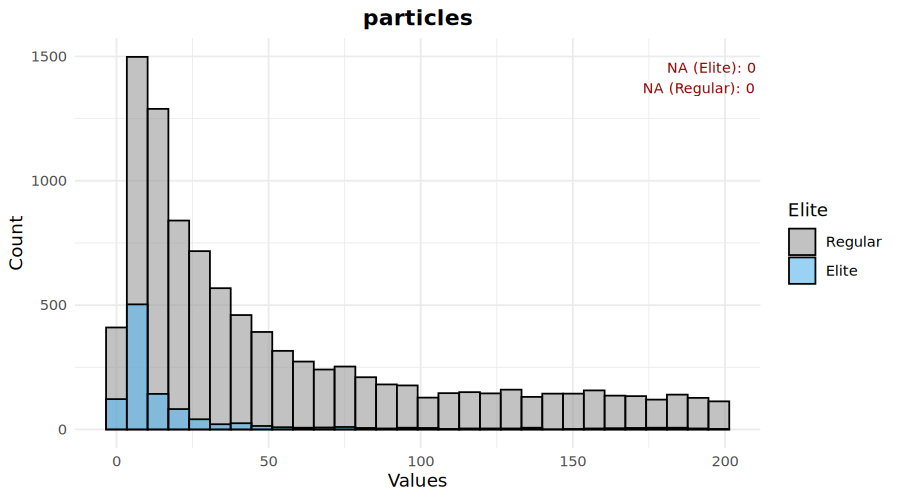 particles
1500
1000
500
0
Count
0 50 100 150 200
Values
NA (Elite): 0
NA (Regular): 0
Elite
Regular
Elite